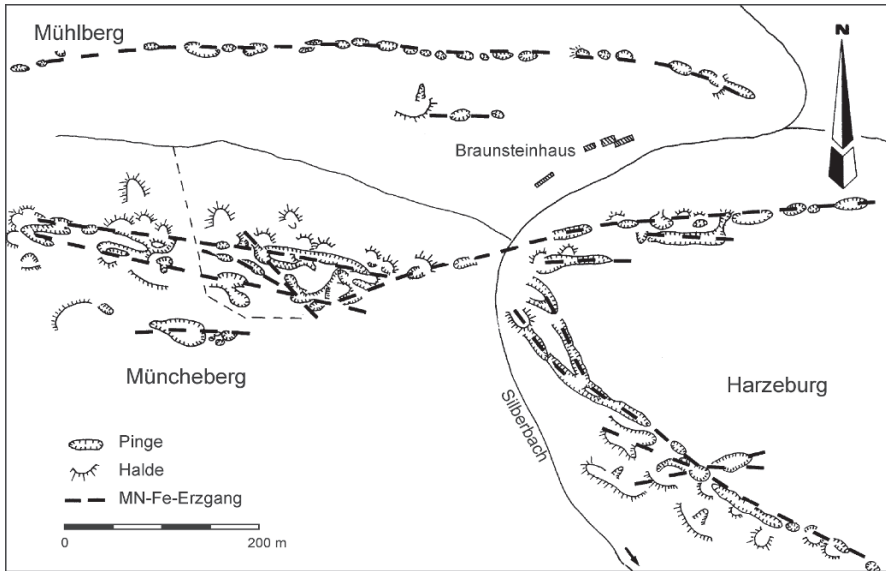 Mühlberg
N
Braunsteinhaus
Müncheberg
Harzeburg
Silberbach
Pinge
Halde
MN-Fe-Erzgang
0
200 m